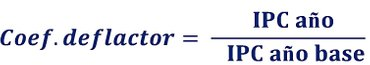 Coef. deflactor = IPC año
IPC año base